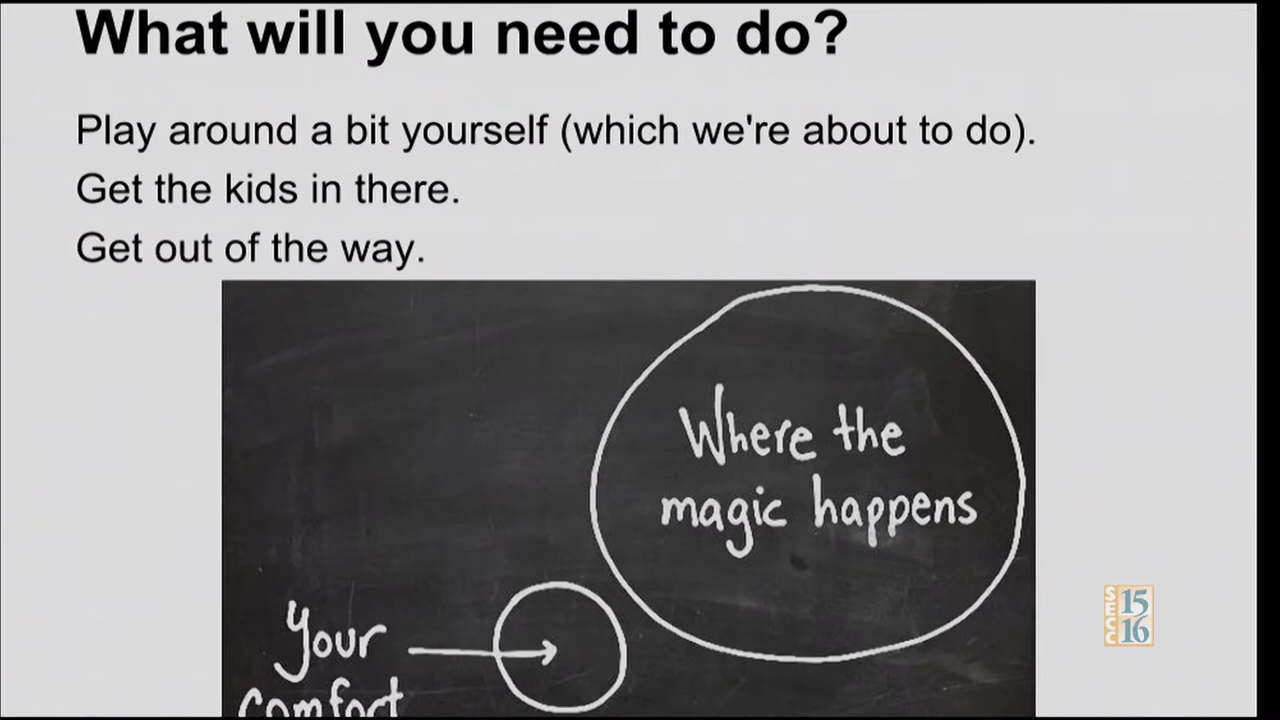 What will you need to do?
Play around a bit yourself (which we're about to do).
Get the kids in there.
Get out of the way.
Where the
magic happens
Your
comfort
SECC
15
16